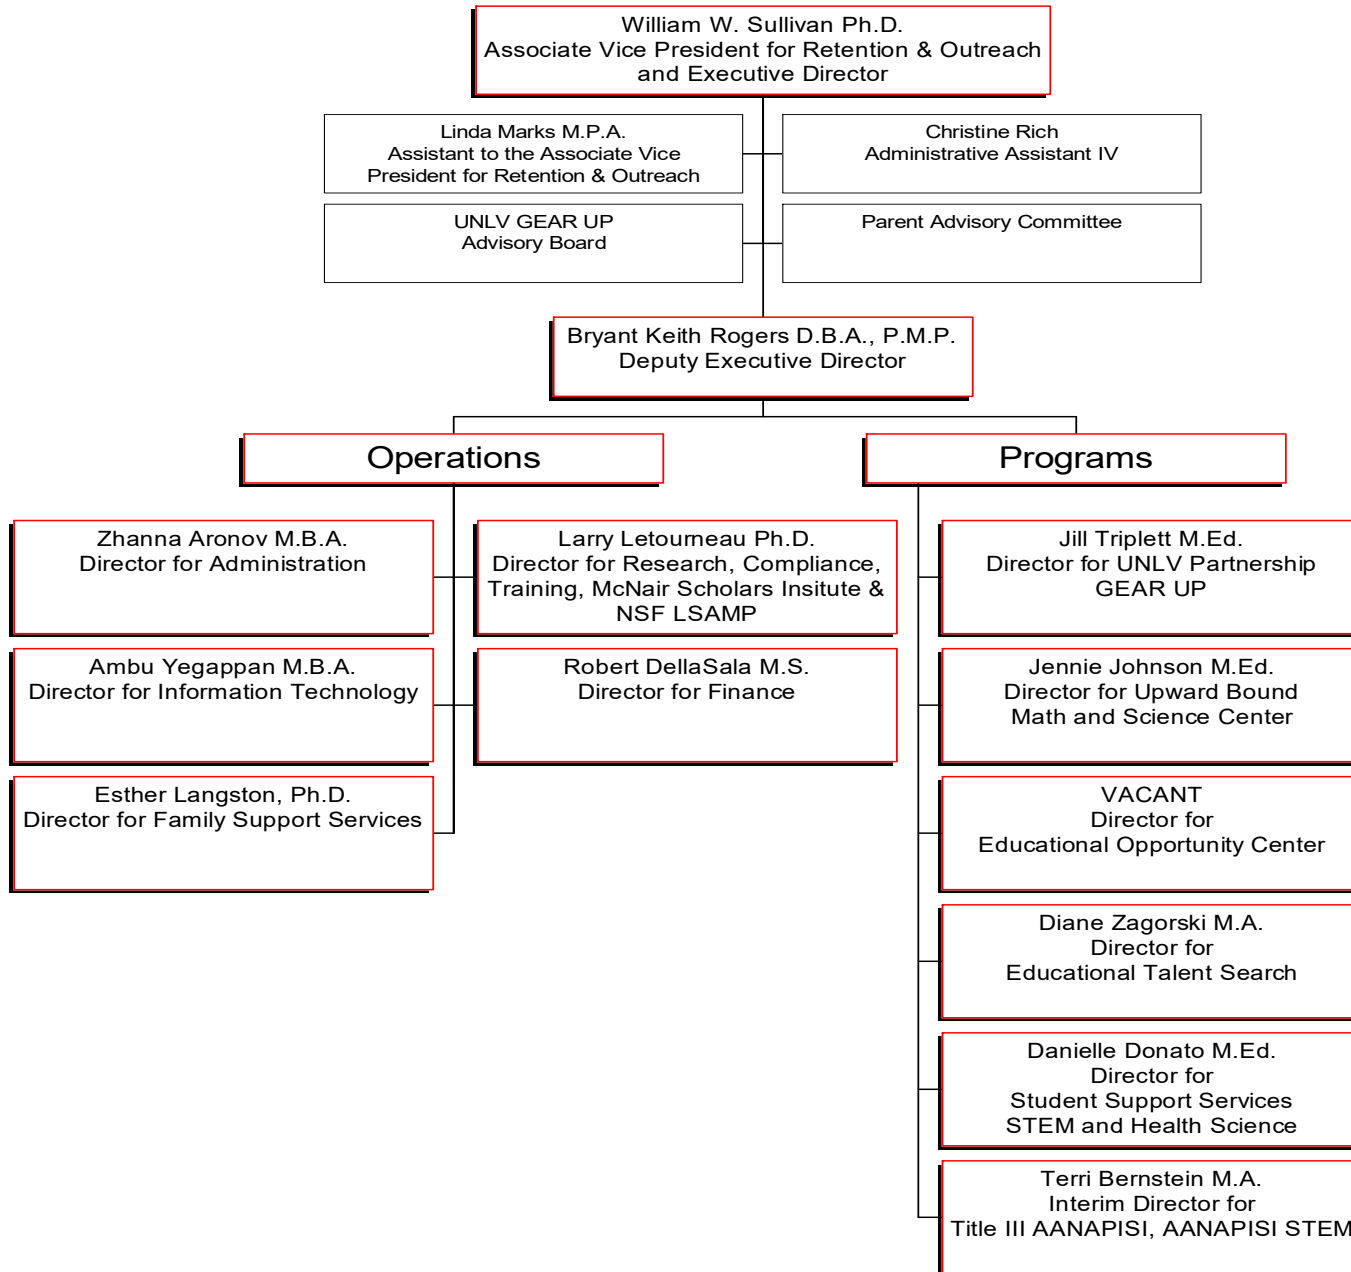 William W. Sullivan Ph.D.
Associate Vice President for Retention & Outreach
and Executive Director
Linda Marks M.P.A.
Assistant to the Associate Vice
President for Retention & Outreach
Christine Rich
Administrative Assistant IV
UNLV GEAR UP
Advisory Board
Parent Advisory Committee
Bryant Keith Rogers D.B.A., P.M.P.
Deputy Executive Director
Operations
Programs
Zhanna Aronov M.B.A.
Director for Administration
Larry Letourneau Ph.D.
Director for Research, Compliance,
Training, McNair Scholars Insitute &
NSF LSAMP
Jill Triplett M.Ed.
Director for UNLV Partnership
GEAR UP
Ambu Yegappan M.B.A.
Director for Information Technology
Robert DellaSala M.S.
Director for Finance
Jennie Johnson M.Ed.
Director for Upward Bound
Math and Science Center
Esther Langston, Ph.D.
Director for Family Support Services
VACANT
Director for
Educational Opportunity Center
Diane Zagorski M.A.
Director for
Educational Talent Search
Danielle Donato M.Ed.
Director for
Student Support Services
STEM and Health Science
Terri Bernstein M.A.
Interim Director for
Title III AANAPISI, AANAPISI STEM